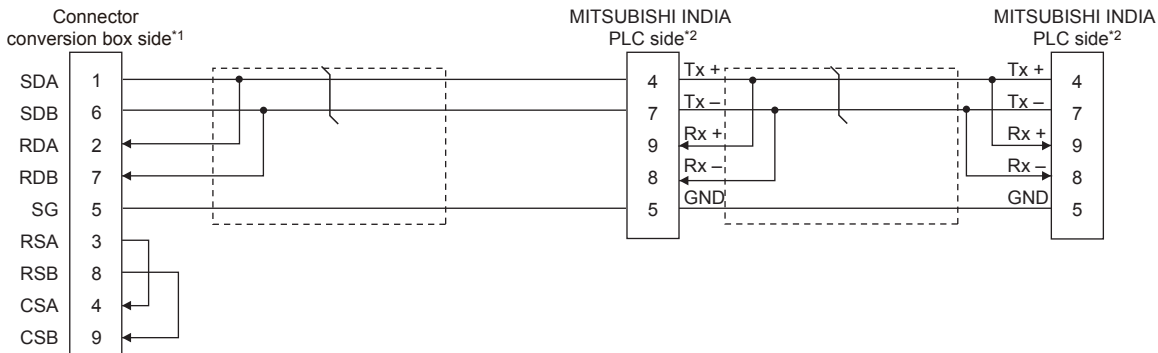 Connector
conversion box side*1
MITSUBISHI INDIA
PLC side*2
MITSUBISHI INDIA
PLC side*2
SDA 1 4 Tx + Tx + 4
SDB 6 7 Tx – Tx – 7
RDA 2 9 Rx + Rx + 9
RDB 7 8 Rx – Rx – 8
SG 5 5 GND GND 5
RSA 3
RSB 8
CSA 4
CSB 9